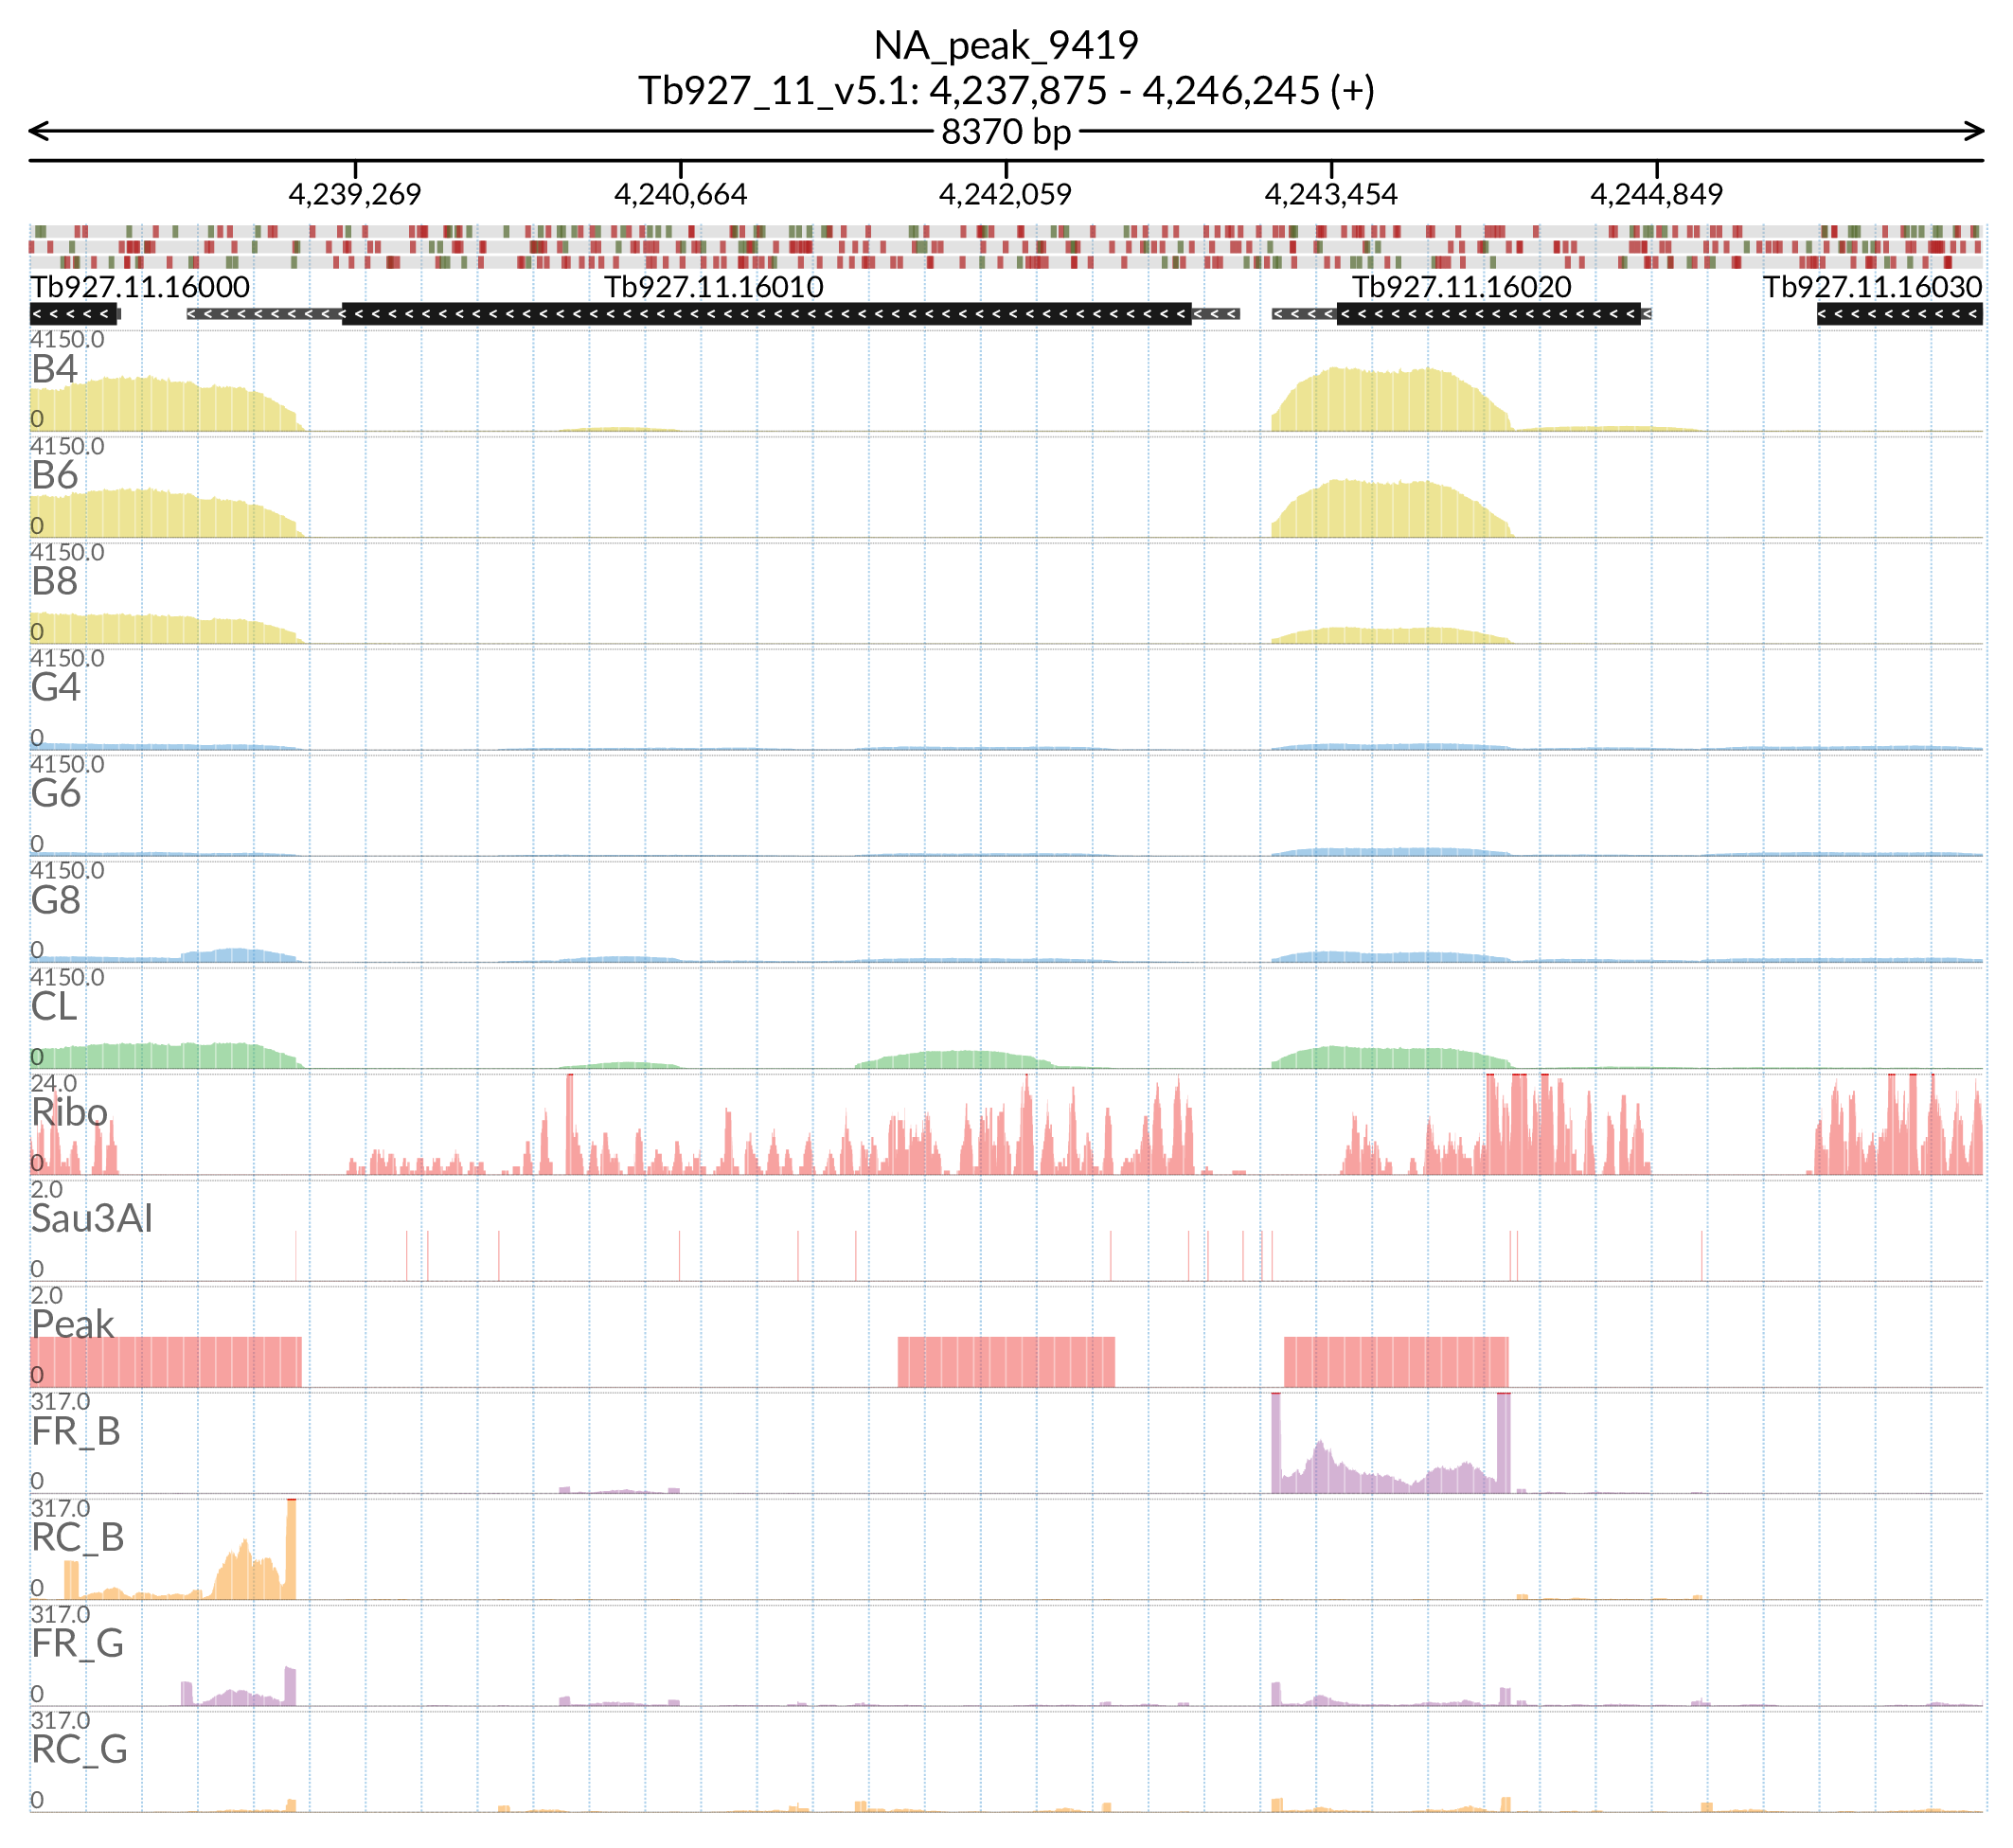 NA_peak_9419
Tb927_11_v5.1: 4,237,875 - 4,246,245 (+)
8370 bp
4,239,269 4,240,664 4,242,059 4,243,454 4,244,849
Tb927.11.16000 Tb927.11.16010 Tb927.11.16020 Tb927.11.16030
4150.0
B4
0
4150.0
B6
0
4150.0
B8
0
4150.0
G4
0
4150.0
G6
0
4150.0
G8
0
4150.0
CL
0
24.0
Ribo
0
2.0
Sau3AI
0
2.0
Peak
0
317.0
FR_B
0
317.0
RC_B
0
317.0
FR_G
0
317.0
RC_G
0